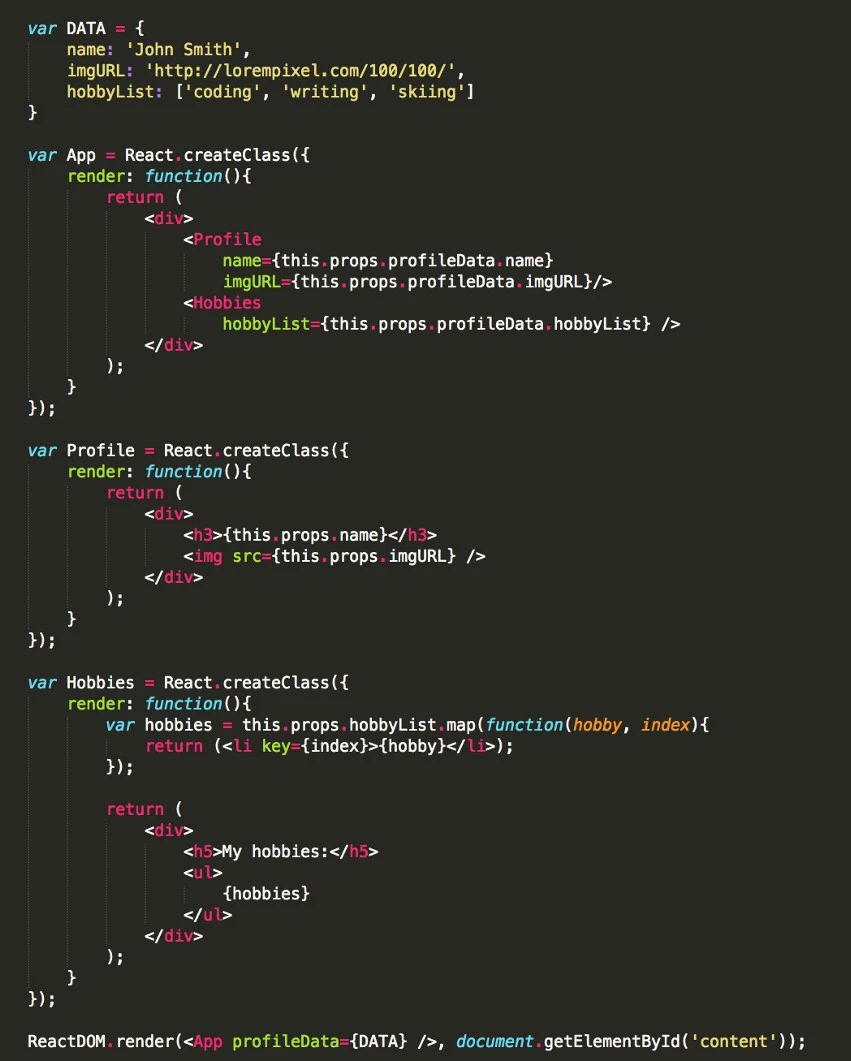 var DATA = {
    name: 'John Smith',
    imgURL: 'http://lorempixel.com/100/100/',
    hobbyList: ['coding', 'writing', 'skiing']
}

var App = React.createClass({
    render: function(){
        return (
            <div>
                <Profile
                    name={this.props.profileData.name}
                    imgURL={this.props.profileData.imgURL}/>
                <Hobbies
                    hobbyList={this.props.profileData.hobbyList} />
            </div>
        );
    }
});

var Profile = React.createClass({
    render: function(){
        return (
            <div>
                <h3>{this.props.name}</h3>
                <img src={this.props.imgURL} />
            </div>
        );
    }
});

var Hobbies = React.createClass({
    render: function(){
        var hobbies = this.props.hobbyList.map(function(hobby, index){
            return (<li key={index}>{hobby}</li>);
        });

        return (
            <div>
                <h5>My hobbies:</h5>
                <ul>
                    {hobbies}
                </ul>
            </div>
        );
    }
});

ReactDOM.render(<App profileData={DATA} />, document.getElementById('content'));